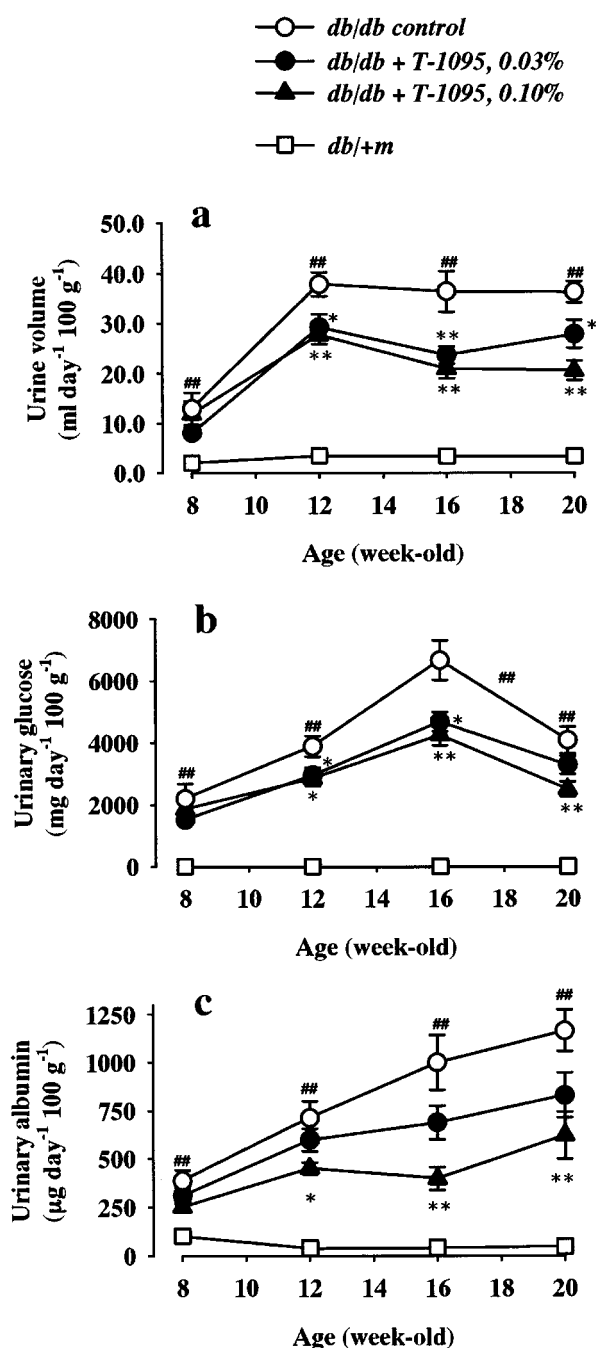 db/db control
db/db + T-1095, 0.03%
db/db + T-1095, 0.10%
db/+m
a
Urine volume
(ml day⁻¹ 100 g⁻¹)
50.0
40.0
30.0
20.0
10.0
0.0
##
##
##
##
*
**
*
**
**
**
8 10 12 14 16 18 20
Age (week-old)
b
Urinary glucose
(mg day⁻¹ 100 g⁻¹)
8000
6000
4000
2000
0
##
##
##
##
*
*
*
**
**
8 10 12 14 16 18 20
Age (week-old)
c
Urinary albumin
(µg day⁻¹ 100 g⁻¹)
1250
1000
750
500
250
0
##
##
##
##
*
**
**
8 10 12 14 16 18 20
Age (week-old)